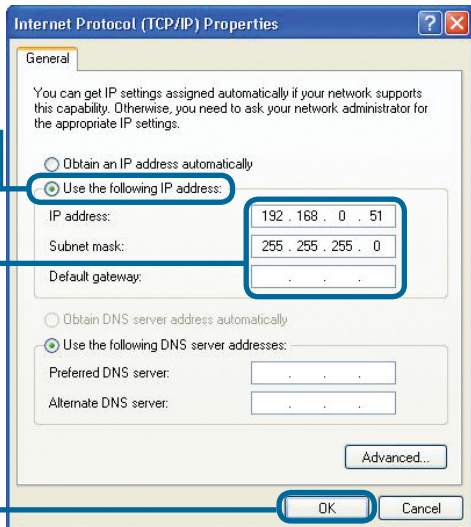 Internet Protocol (TCP/IP) Properties
General
You can get IP settings assigned automatically if your network supports
this capability. Otherwise, you need to ask your network administrator for
the appropriate IP settings.
Obtain an IP address automatically
Use the following IP address:
IP address: 192 . 168 . 0 . 51
Subnet mask: 255 . 255 . 255 . 0
Default gateway: . . .
Obtain DNS server address automatically
Use the following DNS server addresses:
Preferred DNS server: . . .
Alternate DNS server: . . .
Advanced...
OK Cancel